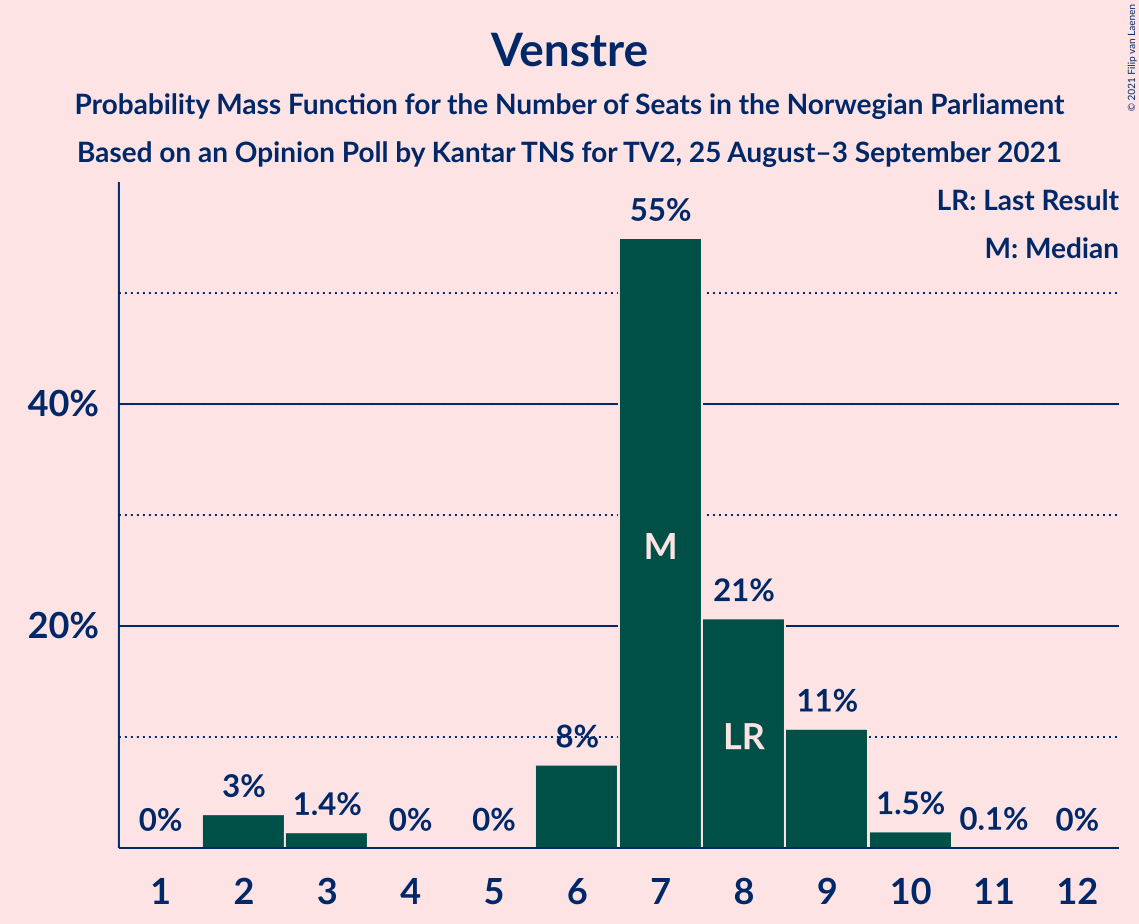 Venstre
Probability Mass Function for the Number of Seats in the Norwegian Parliament
Based on an Opinion Poll by Kantar TNS for TV2, 25 August–3 September 2021
© 2021 Filip van Laenen
LR: Last Result
M: Median
55%
40%
M
21%
20%
11%
LR
8%
3%
1.4%
1.5%
0%
0%
0%
0.1%
0%
1 2 3 4 5 6 7 8 9 10 11 12